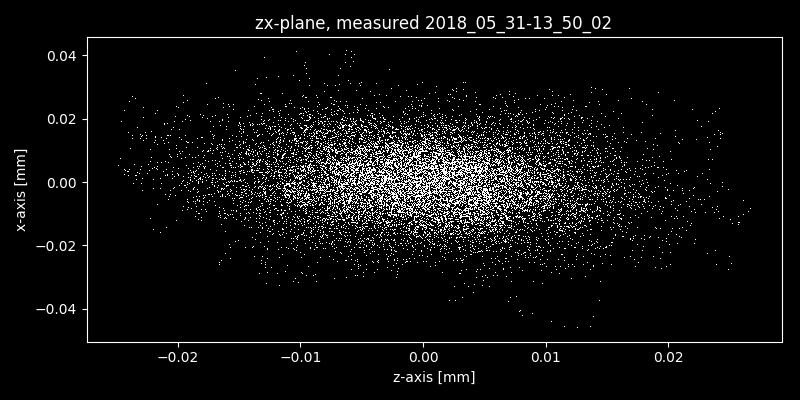 zx-plane, measured 2018_05_31-13_50_02
0.04
0.02
0.00
−0.02
−0.04
x-axis [mm]
−0.02 −0.01 0.00 0.01 0.02
z-axis [mm]